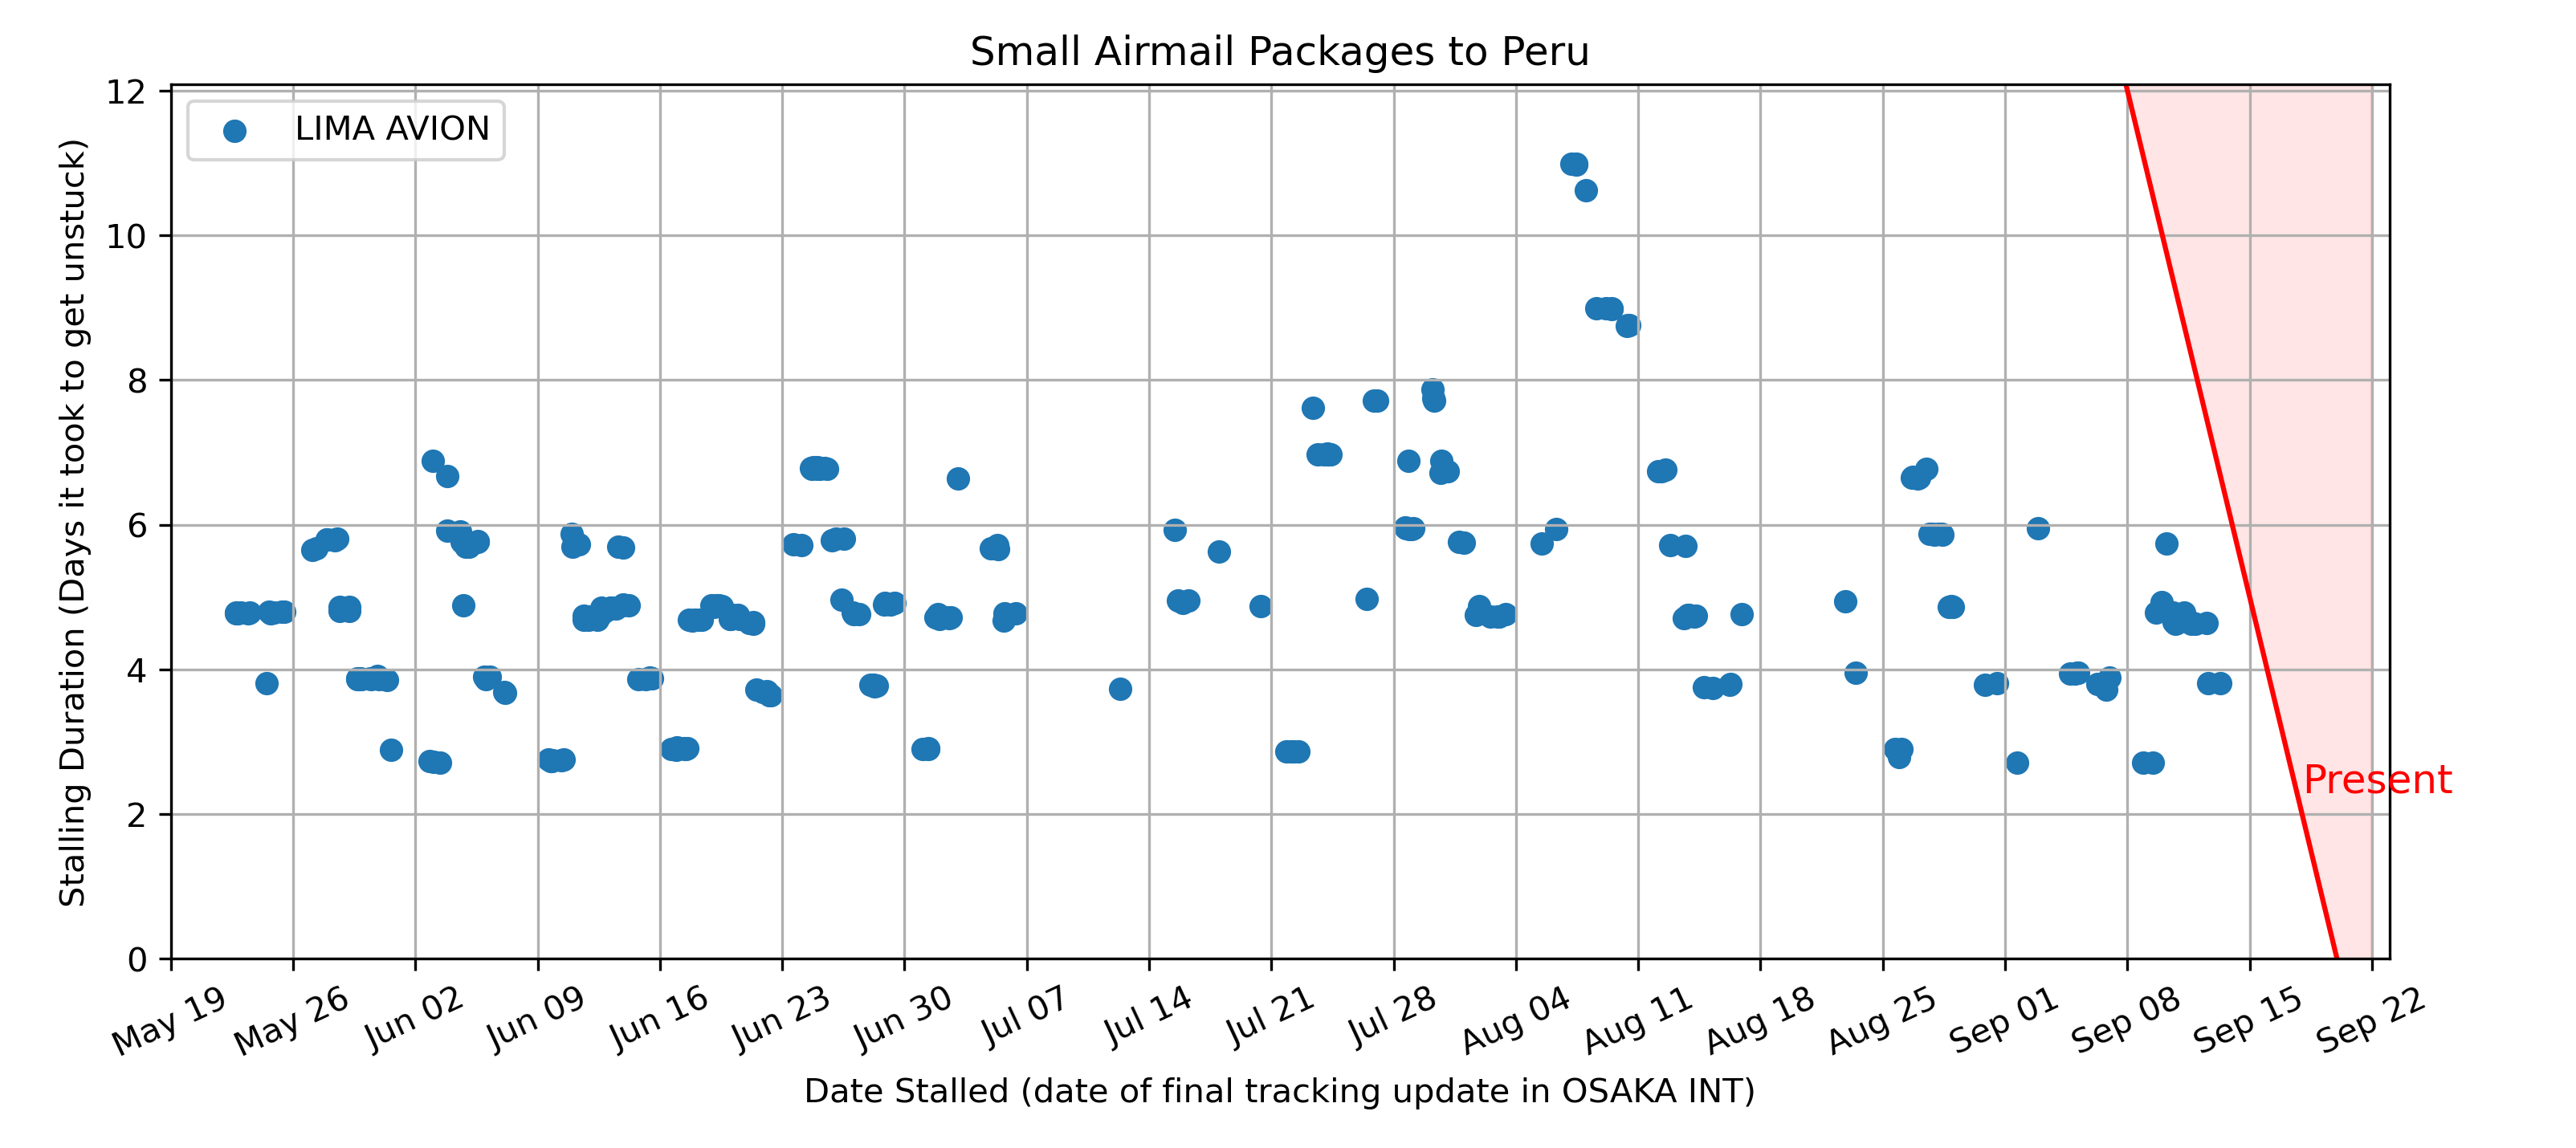 Small Airmail Packages to Peru
LIMA AVION
Stalling Duration (Days it took to get unstuck)
12
10
8
6
4
2
0
Present
May 19
May 26
Jun 02
Jun 09
Jun 16
Jun 23
Jun 30
Jul 07
Jul 14
Jul 21
Jul 28
Aug 04
Aug 11
Aug 18
Aug 25
Sep 01
Sep 08
Sep 15
Sep 22
Date Stalled (date of final tracking update in OSAKA INT)